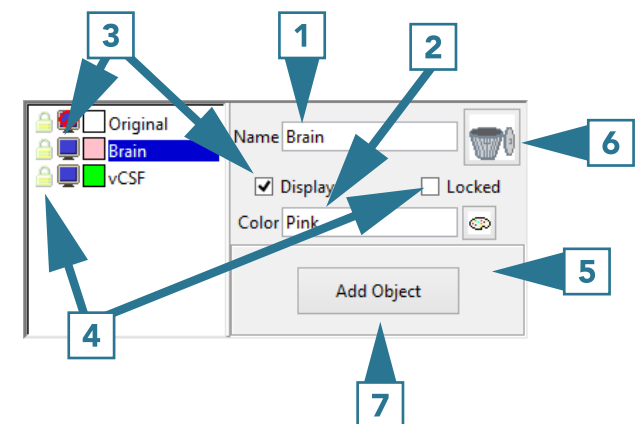 3
1
2
Original
Brain
vCSF
Name Brain
6
Display
Locked
Color Pink
5
Add Object
4
7